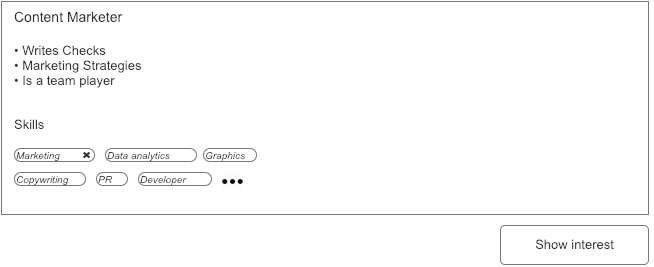 Content Marketer
• Writes Checks
• Marketing Strategies
• Is a team player
Skills
Marketing ✖ Data analytics Graphics
Copywriting PR Developer •••
Show interest